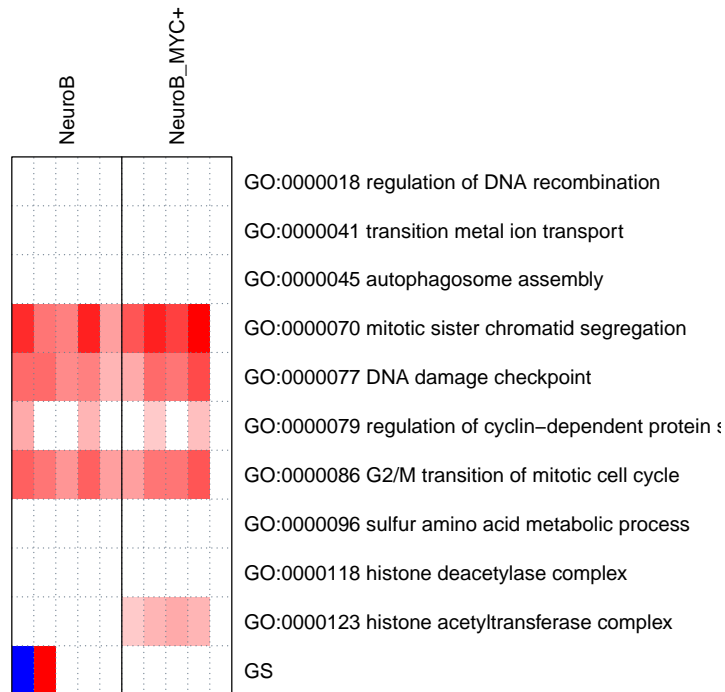 NeuroB
NeuroB_MYC+
GO:0000018 regulation of DNA recombination
GO:0000041 transition metal ion transport
GO:0000045 autophagosome assembly
GO:0000070 mitotic sister chromatid segregation
GO:0000077 DNA damage checkpoint
GO:0000079 regulation of cyclin−dependent protein s
GO:0000086 G2/M transition of mitotic cell cycle
GO:0000096 sulfur amino acid metabolic process
GO:0000118 histone deacetylase complex
GO:0000123 histone acetyltransferase complex
GS